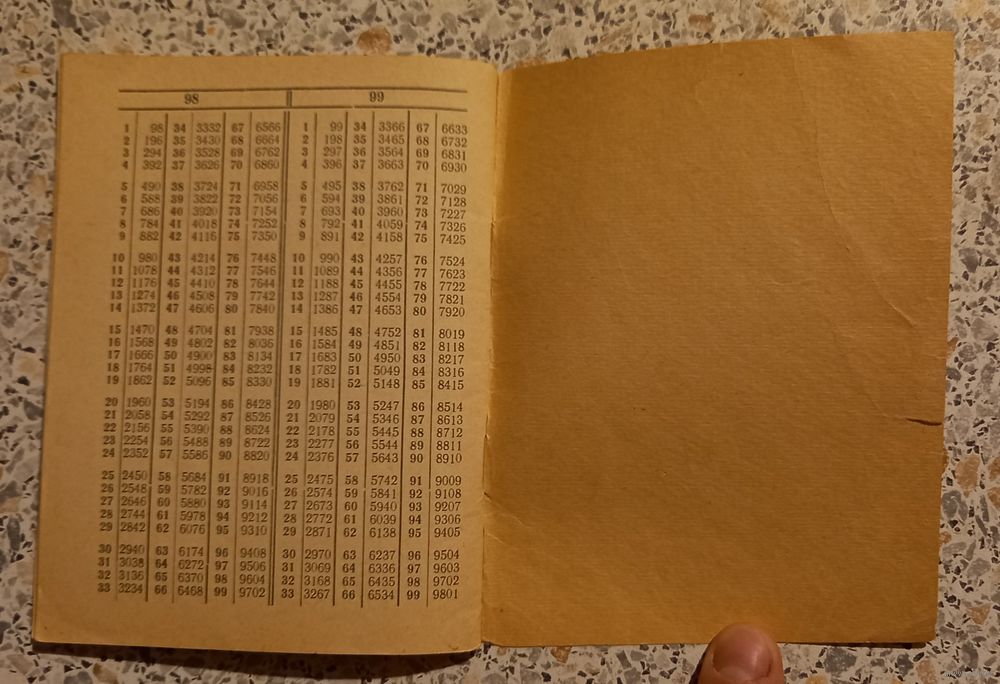 98 99
1 98 34 3332 67 6566 1 99 34 3366 67 6633
2 196 35 3430 68 6664 2 198 35 3465 68 6732
3 294 36 3528 69 6762 3 297 36 3564 69 6831
4 392 37 3626 70 6860 4 396 37 3663 70 6930
5 490 38 3724 71 6958 5 495 38 3762 71 7029
6 588 39 3822 72 7056 6 594 39 3861 72 7128
7 686 40 3920 73 7154 7 693 40 3960 73 7227
8 784 41 4018 74 7252 8 792 41 4059 74 7326
9 882 42 4116 75 7350 9 891 42 4158 75 7425
10 980 43 4214 76 7448 10 990 43 4257 76 7524
11 1078 44 4312 77 7546 11 1089 44 4356 77 7623
12 1176 45 4410 78 7644 12 1188 45 4455 78 7722
13 1274 46 4508 79 7742 13 1287 46 4554 79 7821
14 1372 47 4606 80 7840 14 1386 47 4653 80 7920
15 1470 48 4704 81 7938 15 1485 48 4752 81 8019
16 1568 49 4802 82 8036 16 1584 49 4851 82 8118
17 1666 50 4900 83 8134 17 1683 50 4950 83 8217
18 1764 51 4998 84 8232 18 1782 51 5049 84 8316
19 1862 52 5096 85 8330 19 1881 52 5148 85 8415
20 1960 53 5194 86 8428 20 1980 53 5247 86 8514
21 2058 54 5292 87 8526 21 2079 54 5346 87 8613
22 2156 55 5390 88 8624 22 2178 55 5445 88 8712
23 2254 56 5488 89 8722 23 2277 56 5544 89 8811
24 2352 57 5586 90 8820 24 2376 57 5643 90 8910
25 2450 58 5684 91 8918 25 2475 58 5742 91 9009
26 2548 59 5782 92 9016 26 2574 59 5841 92 9108
27 2646 60 5880 93 9114 27 2673 60 5940 93 9207
28 2744 61 5978 94 9212 28 2772 61 6039 94 9306
29 2842 62 6076 95 9310 29 2871 62 6138 95 9405
30 2940 63 6174 96 9408 30 2970 63 6237 96 9504
31 3038 64 6272 97 9506 31 3069 64 6336 97 9603
32 3136 65 6370 98 9604 32 3168 65 6435 98 9702
33 3234 66 6468 99 9702 33 3267 66 6534 99 9801